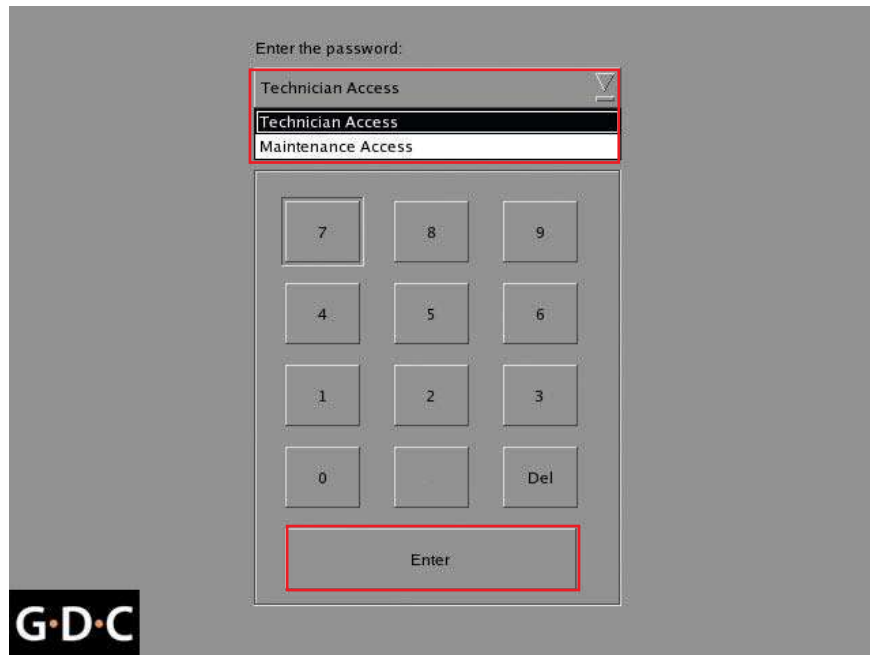 Enter the password:
Technician Access
Technician Access
Maintenance Access
7 8 9
4 5 6
1 2 3
0 Del
Enter
G·D·C